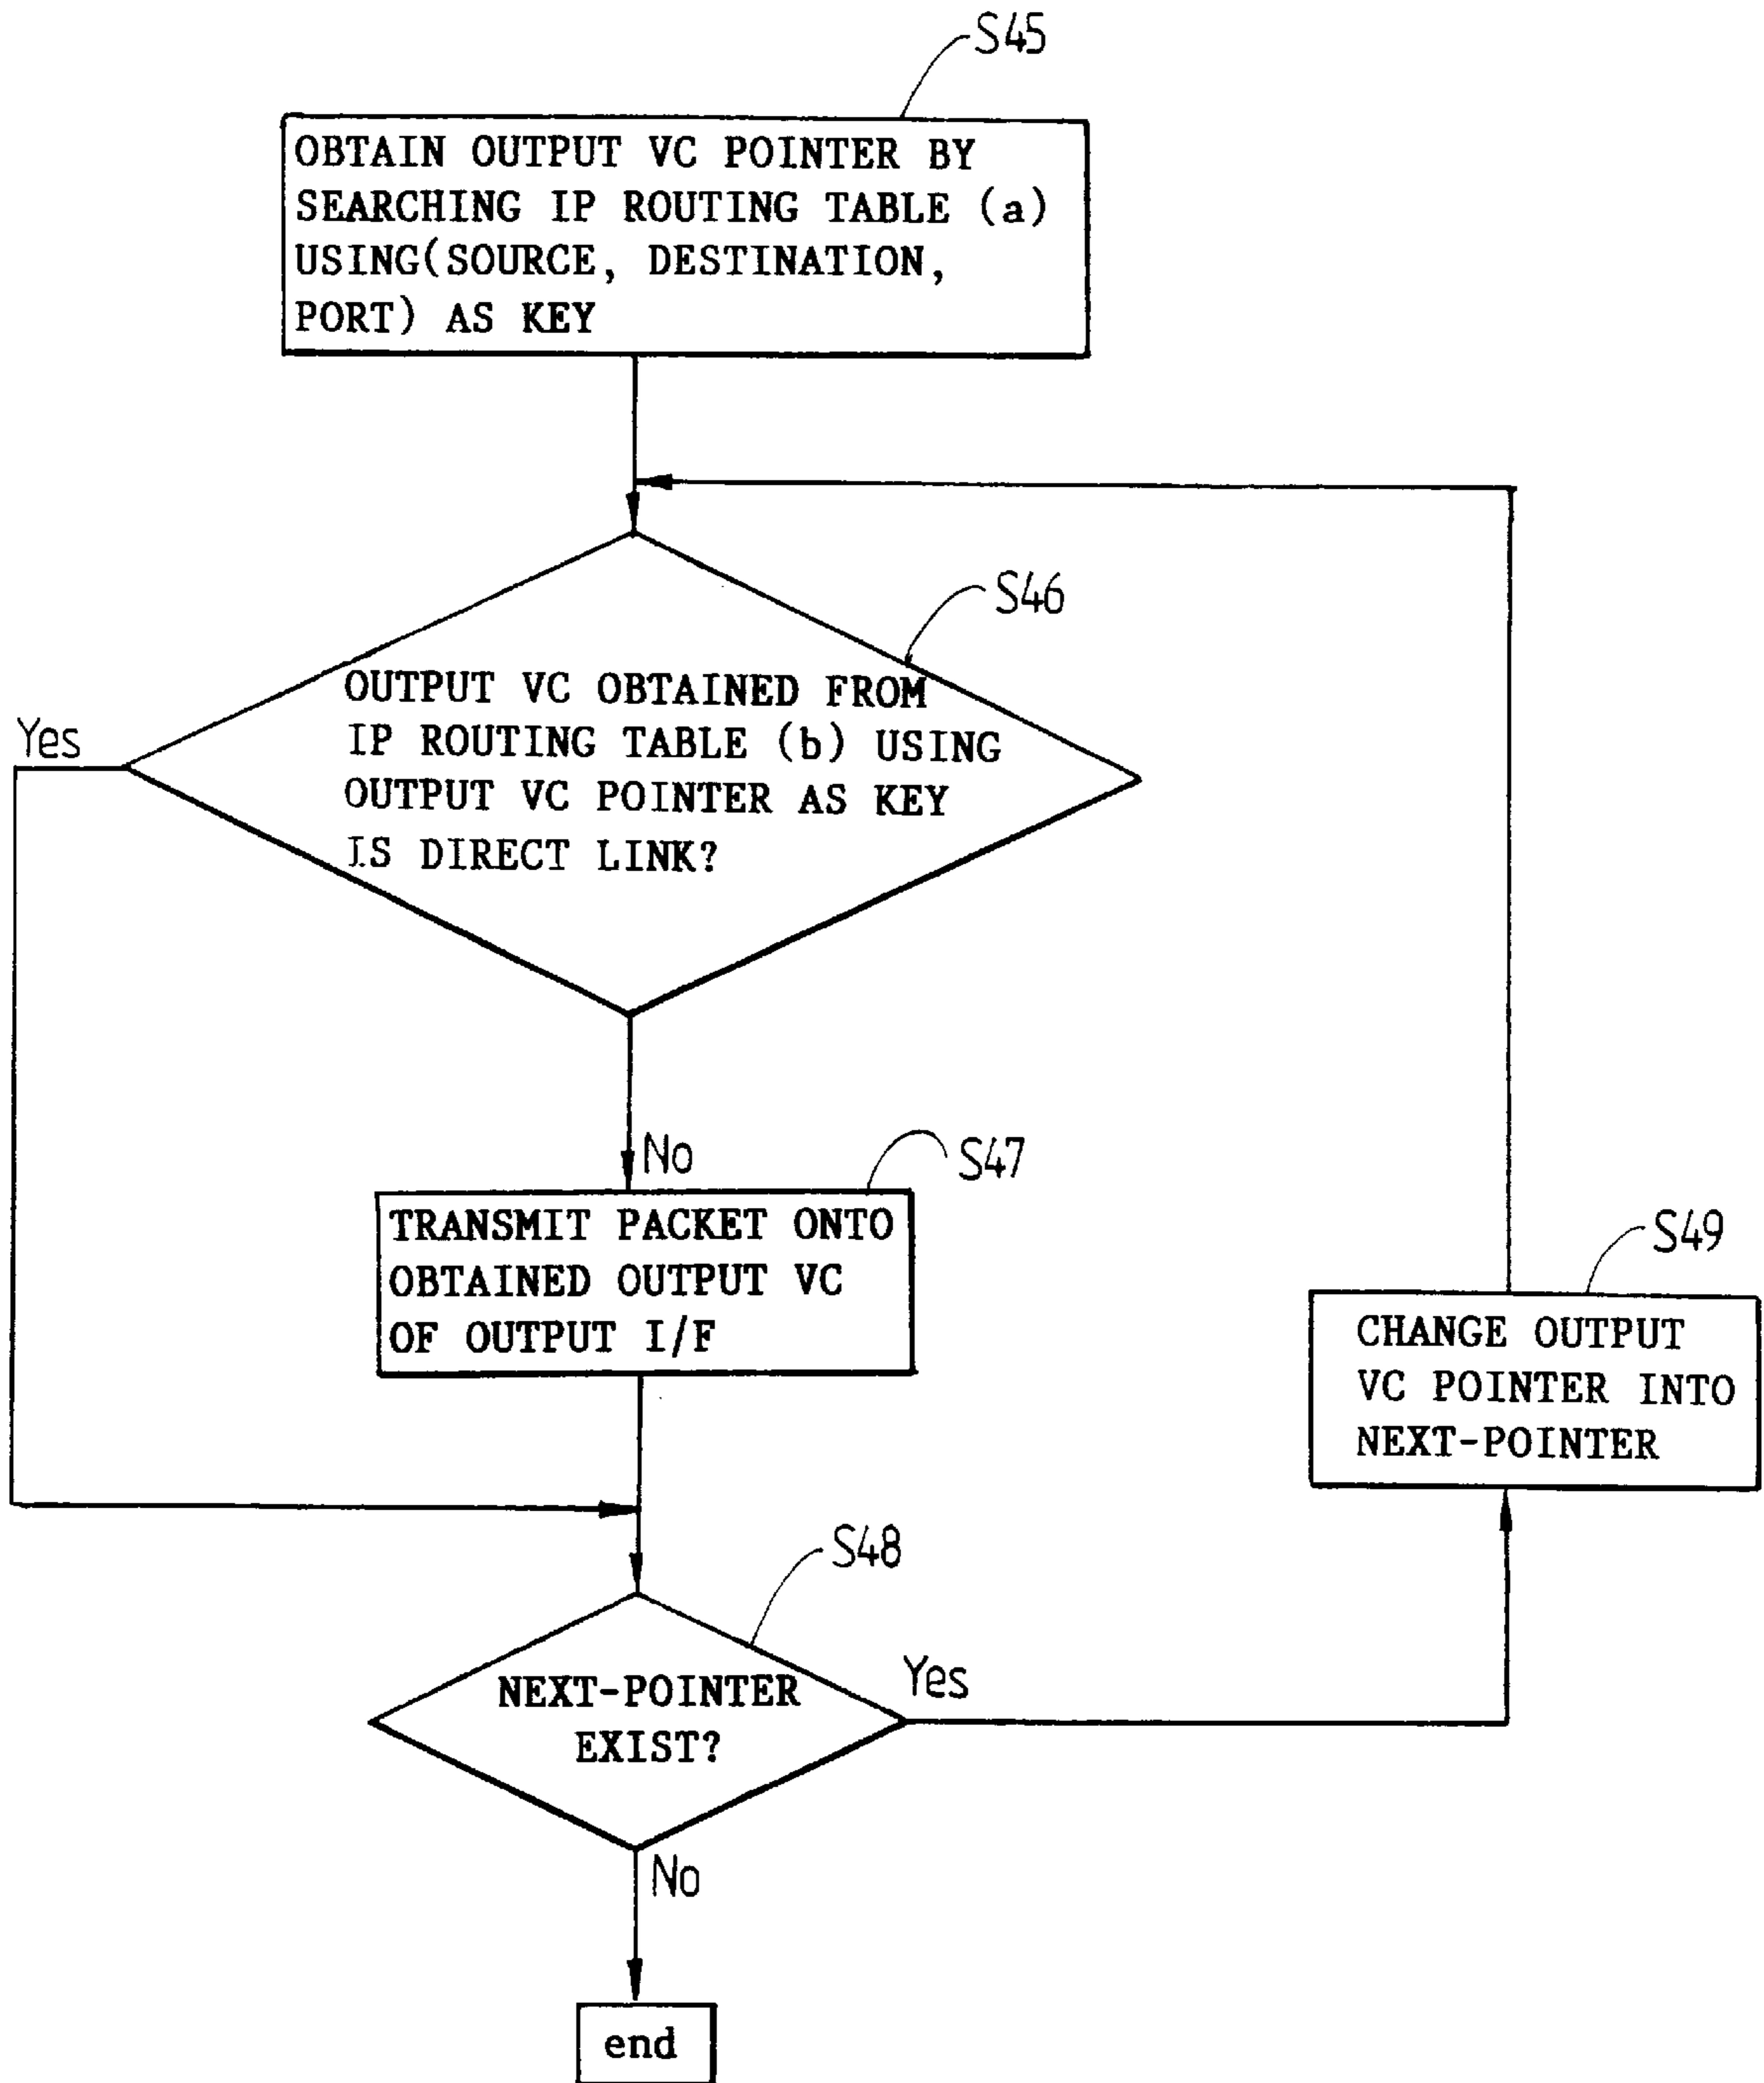 S45
OBTAIN OUTPUT VC POINTER BY
SEARCHING IP ROUTING TABLE (a)
USING(SOURCE, DESTINATION,
PORT) AS KEY
S46
OUTPUT VC OBTAINED FROM
IP ROUTING TABLE (b) USING
OUTPUT VC POINTER AS KEY
IS DIRECT LINK?
Yes
No
S47
TRANSMIT PACKET ONTO
OBTAINED OUTPUT VC
OF OUTPUT I/F
S49
CHANGE OUTPUT
VC POINTER INTO
NEXT-POINTER
S48
NEXT-POINTER
EXIST?
Yes
No
end